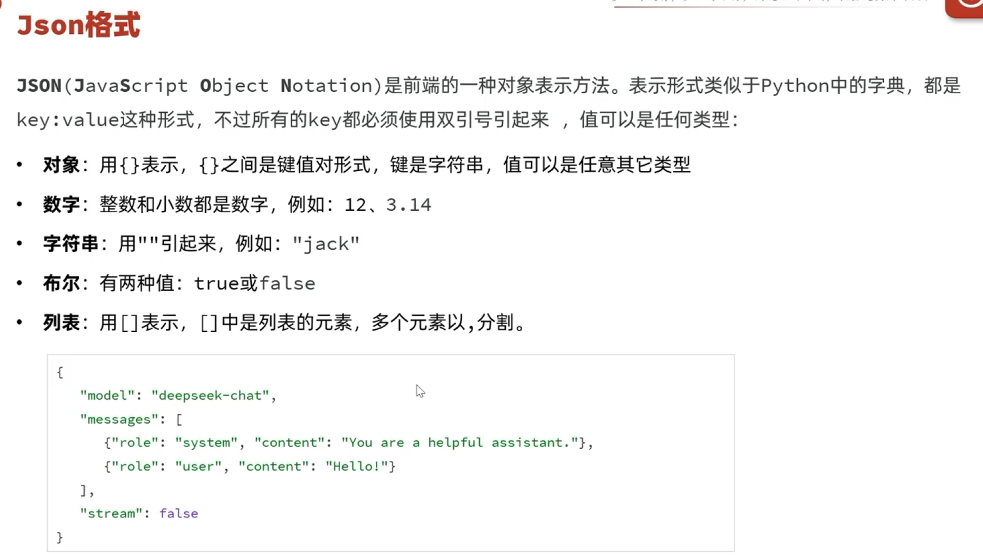 Json格式
JSON(JavaScript Object Notation)是前端的一种对象表示方法。表示形式类似于Python中的字典，都是
key:value这种形式，不过所有的key都必须使用双引号引起来 ，值可以是任何类型：
• 对象：用{}表示，{}之间是键值对形式，键是字符串，值可以是任意其它类型
• 数字：整数和小数都是数字，例如：12、3.14
• 字符串：用""引起来，例如："jack"
• 布尔：有两种值：true或false
• 列表：用[]表示，[]中是列表的元素，多个元素以,分割。
{
"model": "deepseek-chat",
"messages": [
{"role": "system", "content": "You are a helpful assistant."},
{"role": "user", "content": "Hello!"}
],
"stream": false
}